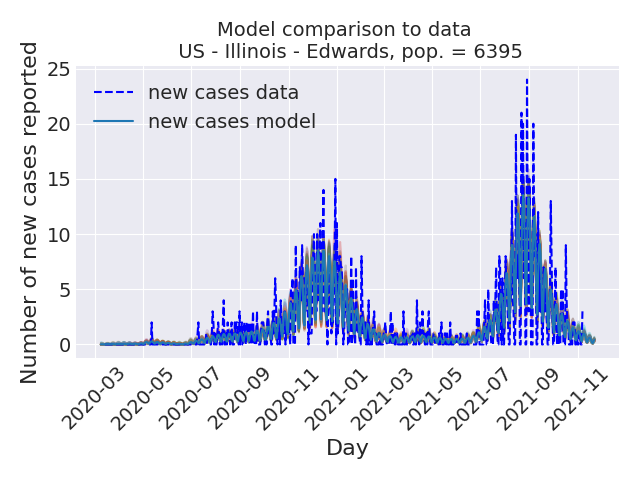 Model comparison to data
US - Illinois - Edwards, pop. = 6395
Number of new cases reported
25
20
15
10
5
0
new cases data
new cases model
2020-03
2020-05
2020-07
2020-09
2020-11
2021-01
2021-03
2021-05
2021-07
2021-09
2021-11
Day